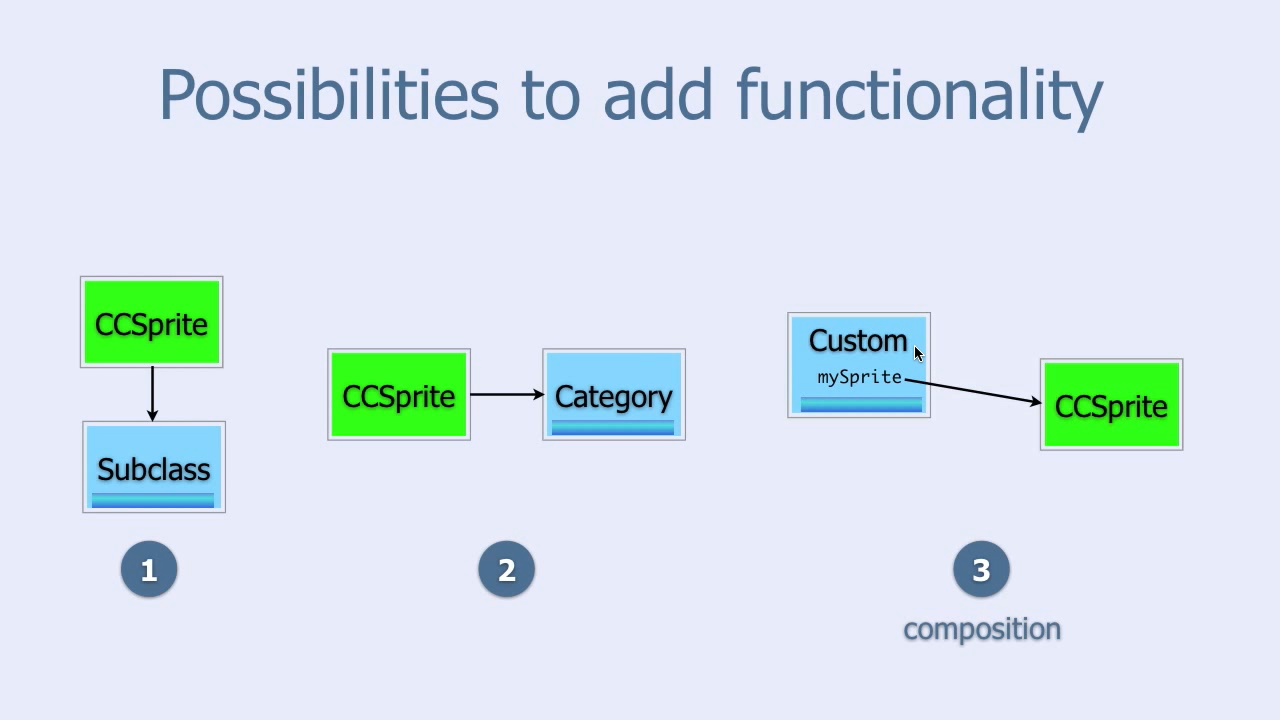 Possibilities to add functionality
CCSprite
Subclass
1
CCSprite
Category
2
Custom
mySprite
CCSprite
3
composition